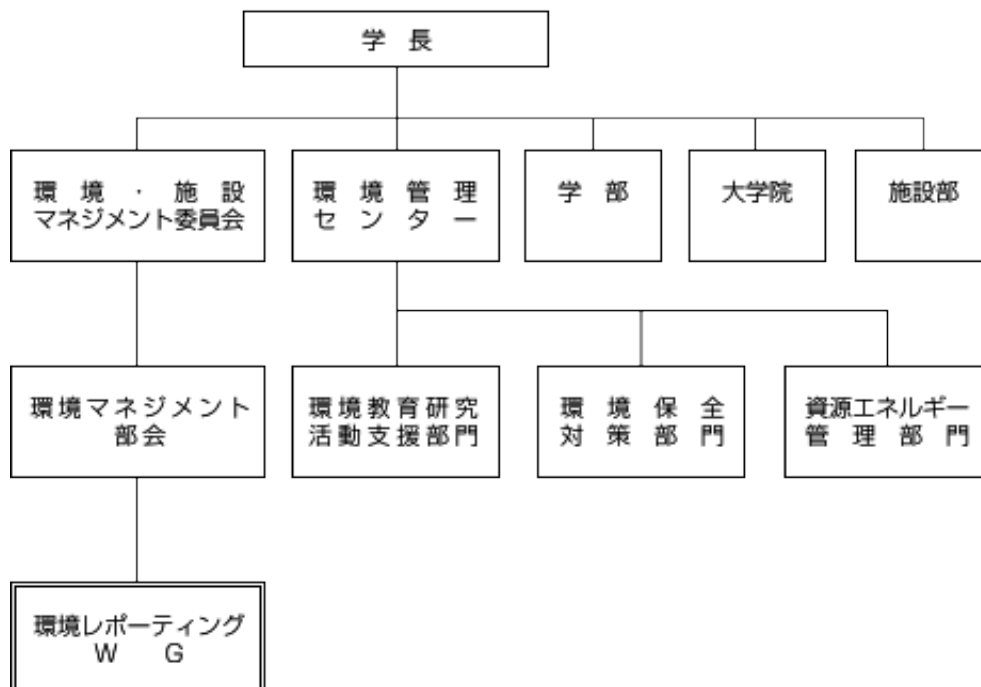 学長
環境・施設
マネジメント委員会
環境管理
センター
学部
大学院
施設部
環境マネジメント
部会
環境教育研究
活動支援部門
環境保全
対策部門
資源エネルギー
管理部門
環境レポーティング
WG